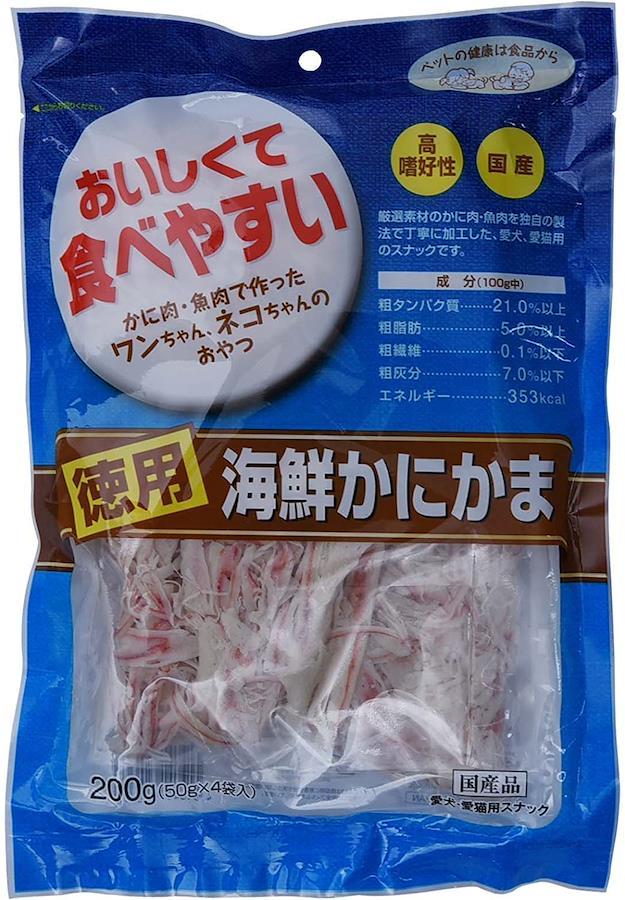 ペットの健康は食品から
おいしくて
食べやすい
かに肉・魚肉で作った
ワンちゃん、ネコちゃんの
おやつ
高
嗜好性
国産
厳選素材のかに肉・魚肉を独自の製
法で丁寧に加工した、愛犬、愛猫用
のスナックです。
成 分(100g中)
粗タンパク質……21.0%以上
粗脂肪……5.0%以上
粗繊維……0.1%以下
粗灰分……7.0%以下
エネルギー……353kcal
徳用
海鮮かにかま
200g(50g×4袋入)
国産品
愛犬・愛猫用スナック